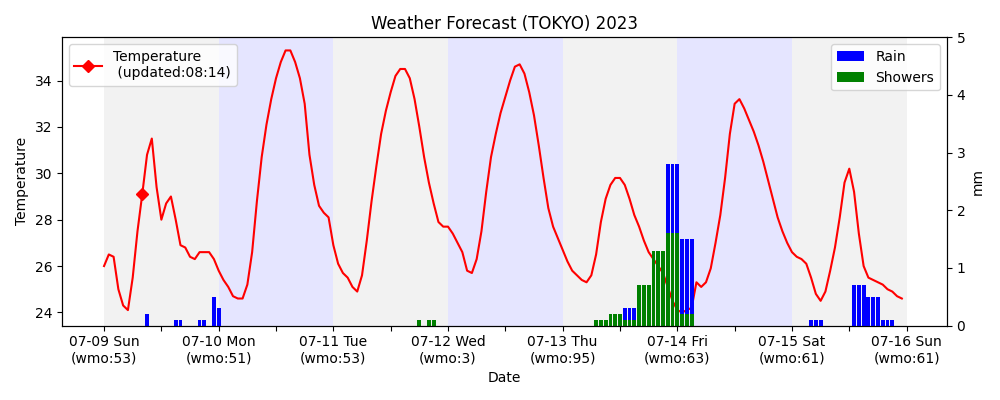 Weather Forecast (TOKYO) 2023
Temperature
(updated:08:14)
Rain
Showers
34
32
30
28
26
24
Temperature
5
4
3
2
1
0
mm
07-09 Sun
(wmo:53)
07-10 Mon
(wmo:51)
07-11 Tue
(wmo:53)
07-12 Wed
(wmo:3)
07-13 Thu
(wmo:95)
07-14 Fri
(wmo:63)
07-15 Sat
(wmo:61)
07-16 Sun
(wmo:61)
Date